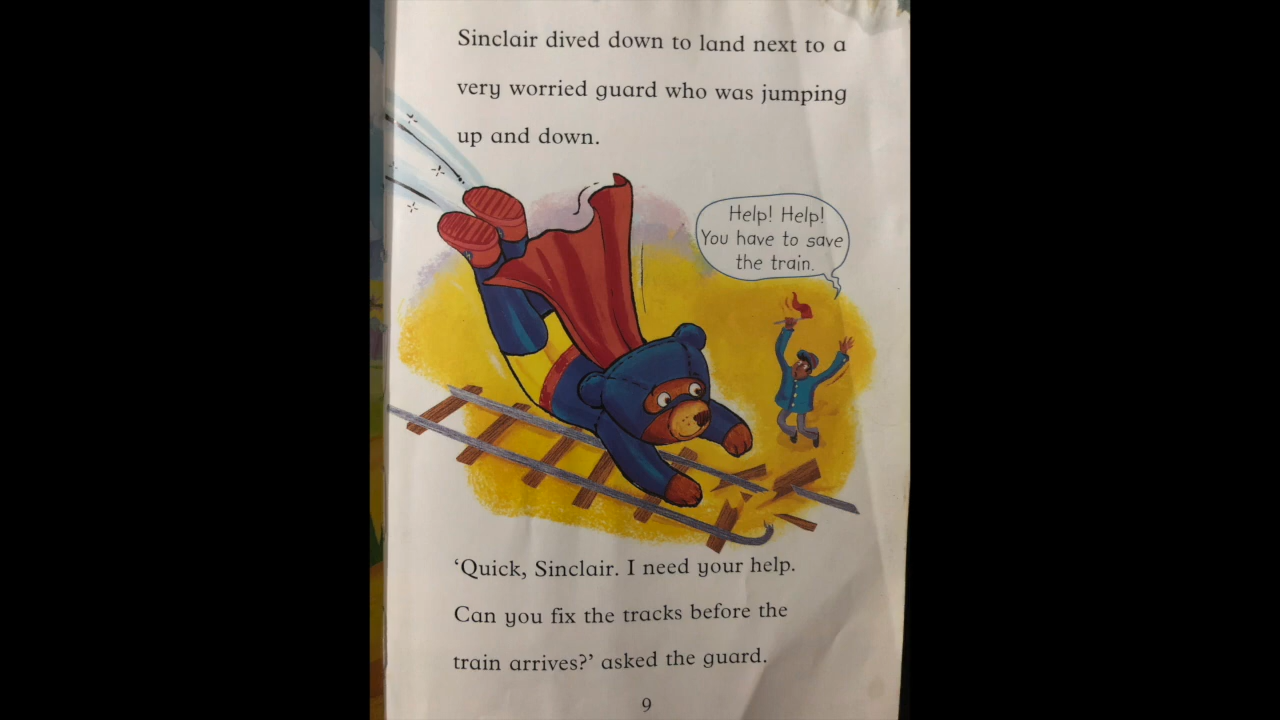 Sinclair dived down to land next to a
very worried guard who was jumping
up and down.
Help! Help!
You have to save
the train.
‘Quick, Sinclair. I need your help.
Can you fix the tracks before the
train arrives?’ asked the guard.
9